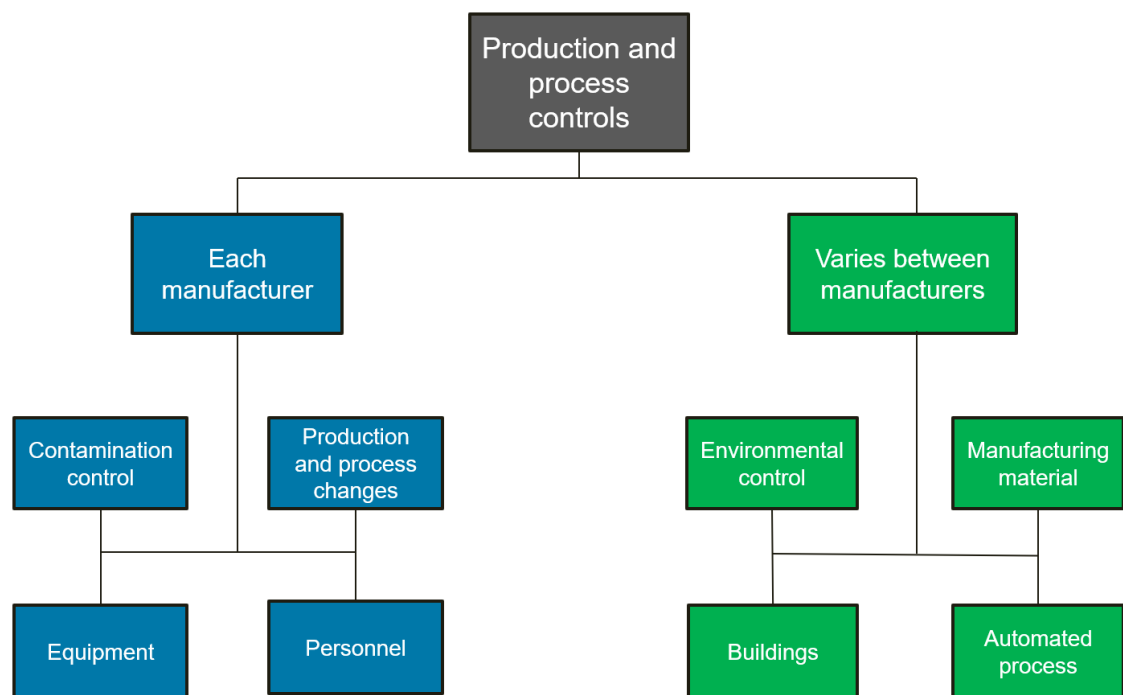 Production and
process
controls
Each
manufacturer
Varies between
manufacturers
Contamination
control
Production
and process
changes
Environmental
control
Manufacturing
material
Equipment
Personnel
Buildings
Automated
process